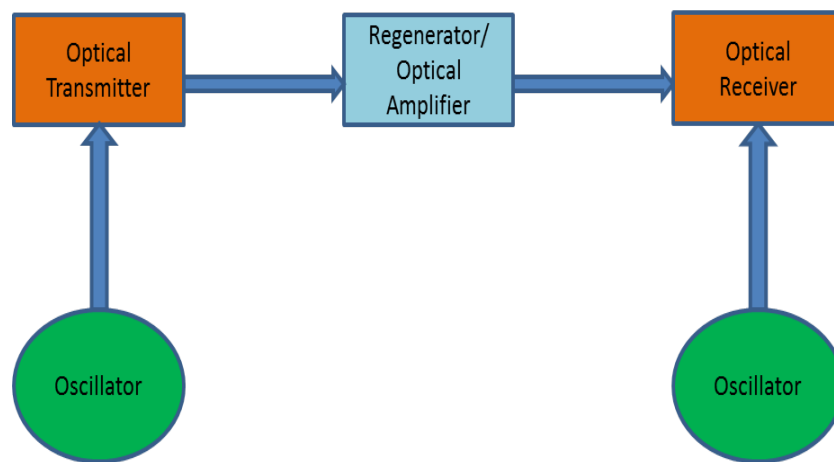 Optical
Transmitter
Regenerator/
Optical
Amplifier
Optical
Receiver
Oscillator
Oscillator